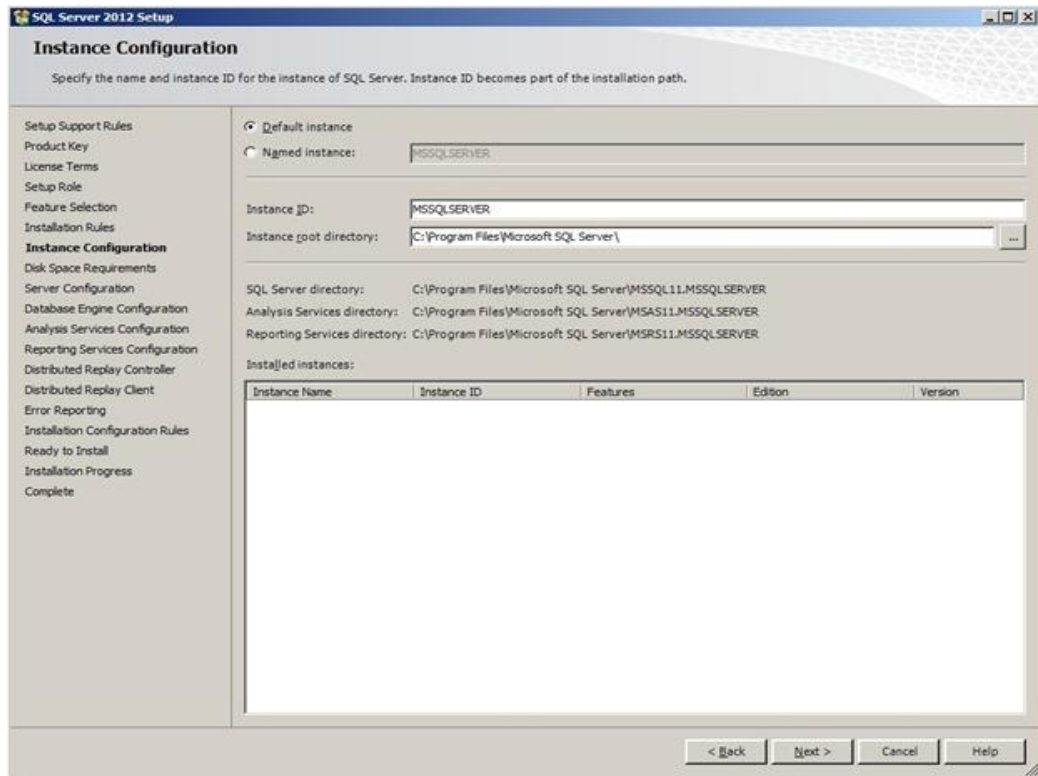 SQL Server 2012 Setup
Instance Configuration
Specify the name and instance ID for the instance of SQL Server. Instance ID becomes part of the installation path.
Setup Support Rules
Product Key
License Terms
Setup Role
Feature Selection
Installation Rules
Instance Configuration
Disk Space Requirements
Server Configuration
Database Engine Configuration
Analysis Services Configuration
Reporting Services Configuration
Distributed Replay Controller
Distributed Replay Client
Error Reporting
Installation Configuration Rules
Ready to Install
Installation Progress
Complete
Default instance
Named instance: MSSQLSERVER
Instance ID: MSSQLSERVER
Instance root directory: C:\Program Files\Microsoft SQL Server\ ...
SQL Server directory: C:\Program Files\Microsoft SQL Server\MSSQL11.MSSQLSERVER
Analysis Services directory: C:\Program Files\Microsoft SQL Server\MSAS11.MSSQLSERVER
Reporting Services directory: C:\Program Files\Microsoft SQL Server\MSRS11.MSSQLSERVER
Installed instances:
Instance Name Instance ID Features Edition Version
< Back Next > Cancel Help